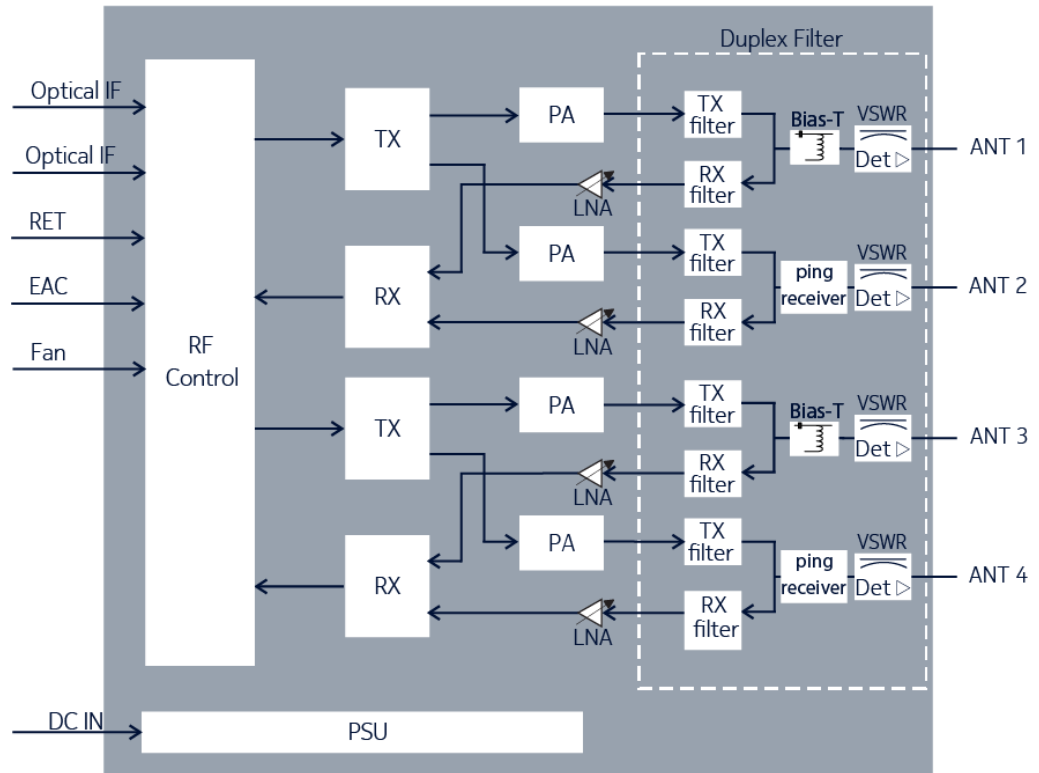 Duplex Filter
Optical IF
Optical IF
RET
EAC
Fan
RF
Control
TX
PA
TX
filter
Bias-T
VSWR
Det
ANT 1
RX
filter
LNA
PA
TX
filter
ping
receiver
VSWR
Det
ANT 2
RX
RX
filter
LNA
TX
PA
TX
filter
Bias-T
VSWR
Det
ANT 3
RX
filter
LNA
PA
TX
filter
ping
receiver
VSWR
Det
ANT 4
RX
RX
filter
LNA
DC IN
PSU